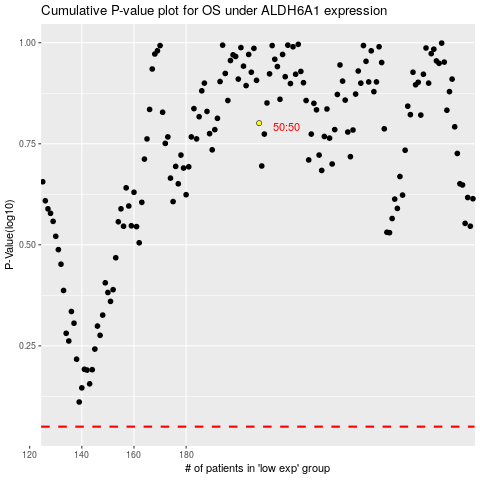 Cumulative P-value plot for OS under ALDH6A1 expression
1.00
0.75
0.50
0.25
P-Value(log10)
50:50
120 140 160 180
# of patients in 'low exp' group